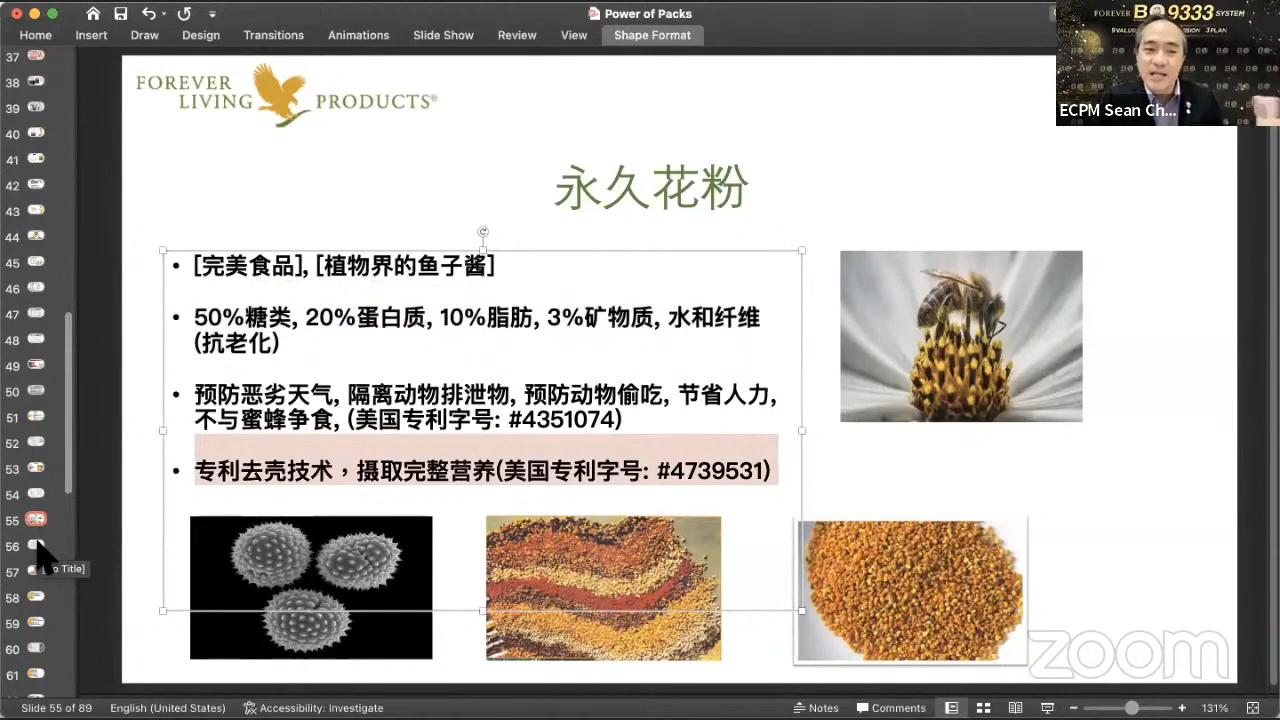 Power of Packs
Home Insert Draw Design Transitions Animations Slide Show Review View Shape Format
FOREVER B 9333 SYSTEM
ECPM Sean Ch...
FOREVER
LIVING PRODUCTS®
永久花粉
• [完美食品], [植物界的鱼子酱]
• 50%糖类, 20%蛋白质, 10%脂肪, 3%矿物质, 水和纤维
(抗老化)
• 预防恶劣天气, 隔离动物排泄物, 预防动物偷吃, 节省人力,
不与蜜蜂争食, (美国专利字号: #4351074)
• 专利去壳技术，摄取完整营养(美国专利字号: #4739531)
37
38
39
40
41
42
43
44
45
46
47
48
49
50
51
52
53
54
55
56
57
58
59
60
61
Title]
zoom
Slide 55 of 89 English (United States) Accessibility: Investigate Notes Comments 131%